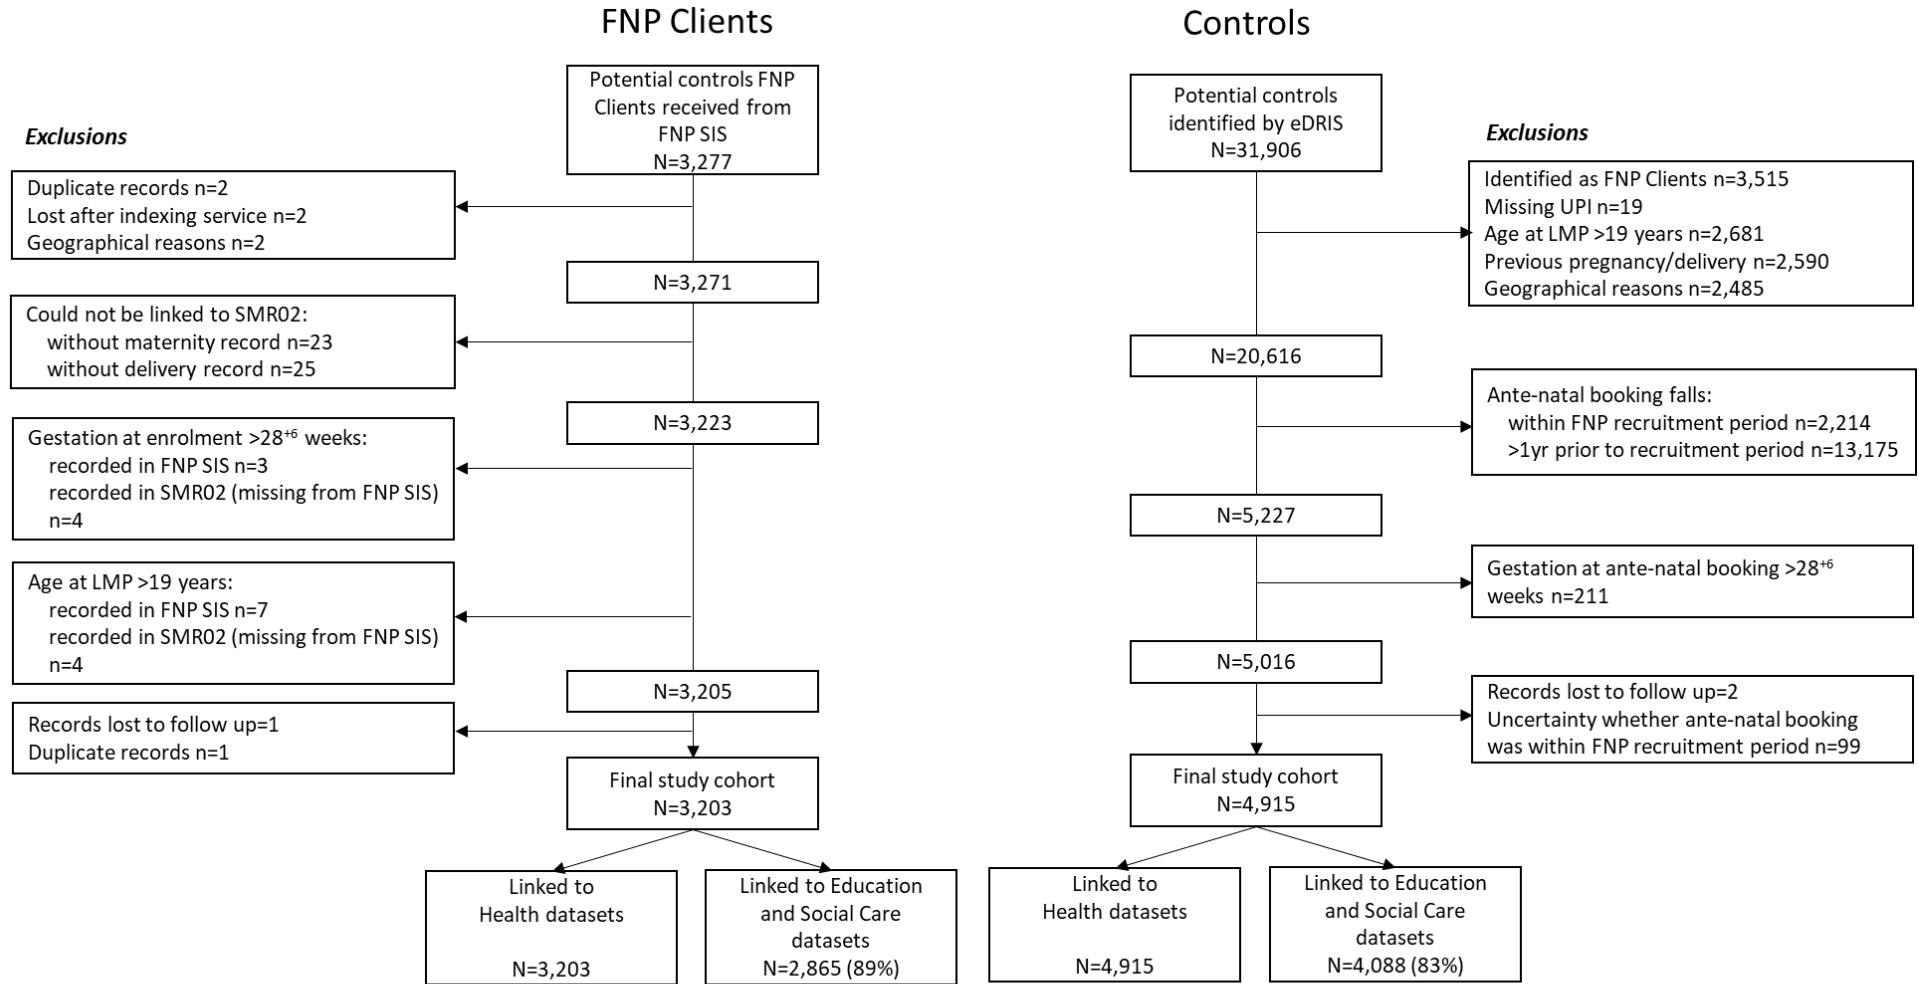 FNP Clients
Exclusions
Potential controls FNP
Clients received from
FNP SIS
N=3,277
Duplicate records n=2
Lost after indexing service n=2
Geographical reasons n=2
N=3,271
Could not be linked to SMR02:
without maternity record n=23
without delivery record n=25
N=3,223
Gestation at enrolment >28+6 weeks:
recorded in FNP SIS n=3
recorded in SMR02 (missing from FNP SIS)
n=4
Age at LMP >19 years:
recorded in FNP SIS n=7
recorded in SMR02 (missing from FNP SIS)
n=4
N=3,205
Records lost to follow up=1
Duplicate records n=1
Final study cohort
N=3,203
Linked to
Health datasets
N=3,203
Linked to Education
and Social Care
datasets
N=2,865 (89%)
Controls
Potential controls
identified by eDRIS
N=31,906
Exclusions
Identified as FNP Clients n=3,515
Missing UPI n=19
Age at LMP >19 years n=2,681
Previous pregnancy/delivery n=2,590
Geographical reasons n=2,485
N=20,616
Ante-natal booking falls:
within FNP recruitment period n=2,214
>1yr prior to recruitment period n=13,175
N=5,227
Gestation at ante-natal booking >28+6
weeks n=211
N=5,016
Records lost to follow up=2
Uncertainty whether ante-natal booking
was within FNP recruitment period n=99
Final study cohort
N=4,915
Linked to
Health datasets
N=4,915
Linked to Education
and Social Care
datasets
N=4,088 (83%)